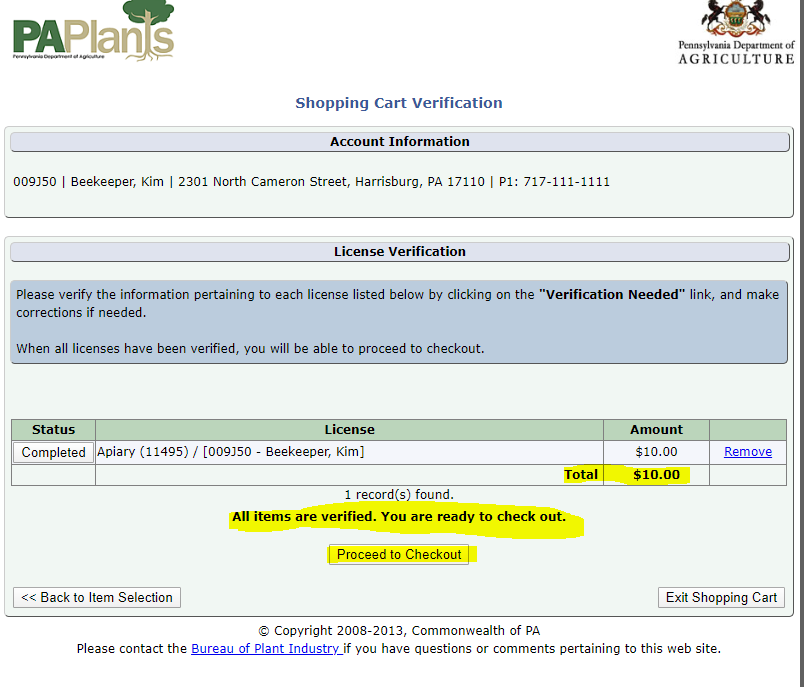 PAPlants
Pennsylvania Department of Agriculture
Pennsylvania Department of
AGRICULTURE
Shopping Cart Verification
Account Information
009J50 | Beekeeper, Kim | 2301 North Cameron Street, Harrisburg, PA 17110 | P1: 717-111-1111
License Verification
Please verify the information pertaining to each license listed below by clicking on the "Verification Needed" link, and make
corrections if needed.
When all licenses have been verified, you will be able to proceed to checkout.
Status License Amount
Completed Apiary (11495) / [009J50 - Beekeeper, Kim] $10.00 Remove
Total $10.00
1 record(s) found.
All items are verified. You are ready to check out.
Proceed to Checkout
<< Back to Item Selection Exit Shopping Cart
© Copyright 2008-2013, Commonwealth of PA
Please contact the Bureau of Plant Industry if you have questions or comments pertaining to this web site.